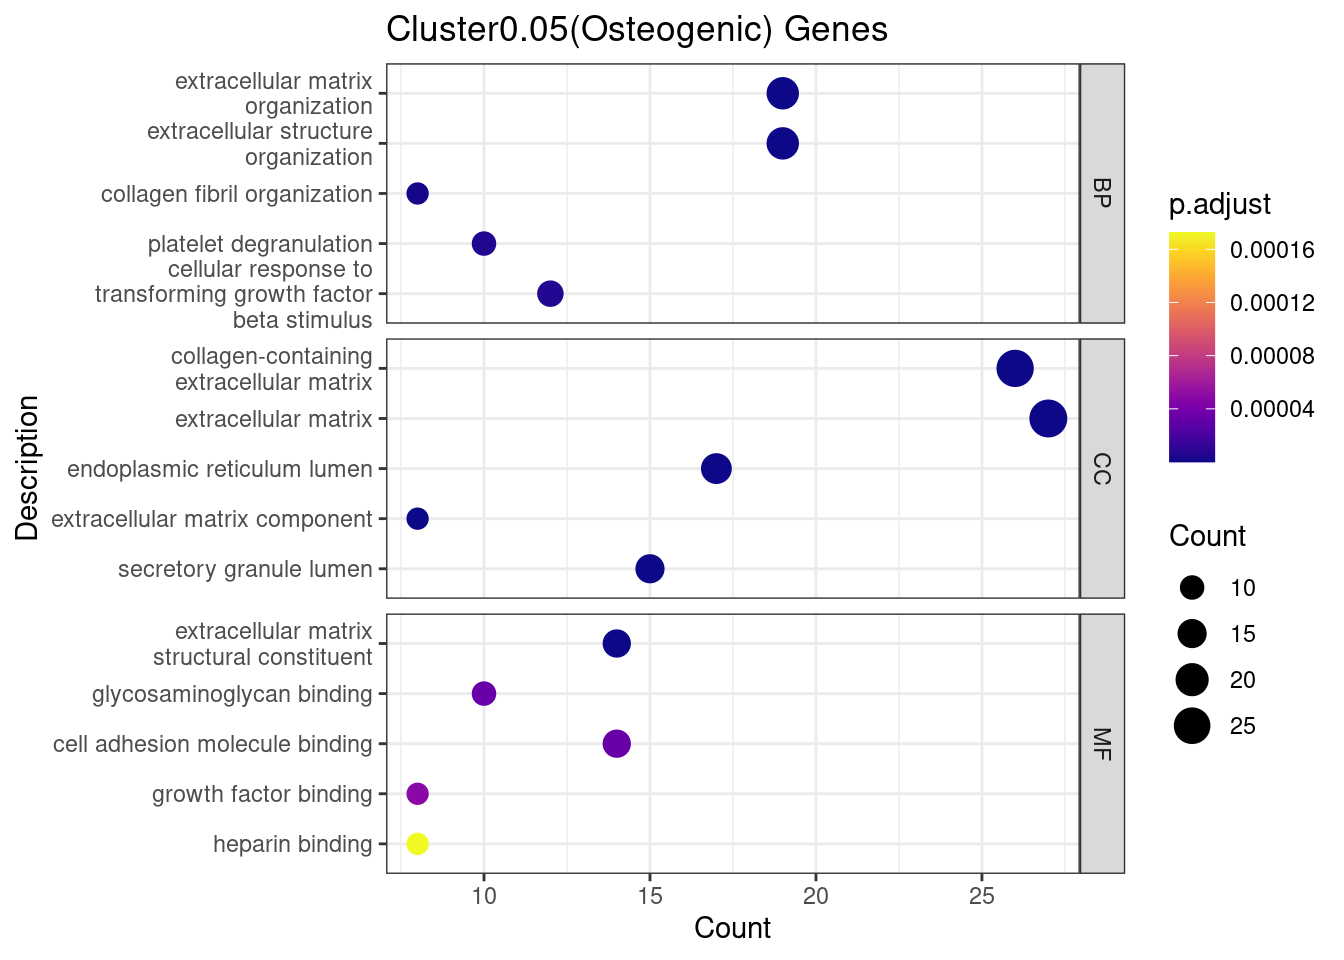 Cluster0.05(Osteogenic) Genes
extracellular matrix
organization
extracellular structure
organization
collagen fibril organization
platelet degranulation
cellular response to
transforming growth factor
beta stimulus
BP
collagen-containing
extracellular matrix
extracellular matrix
endoplasmic reticulum lumen
extracellular matrix component
secretory granule lumen
CC
extracellular matrix
structural constituent
glycosaminoglycan binding
cell adhesion molecule binding
growth factor binding
heparin binding
MF
Description
10 15 20 25
Count
p.adjust
0.00016
0.00012
0.00008
0.00004
Count
10
15
20
25